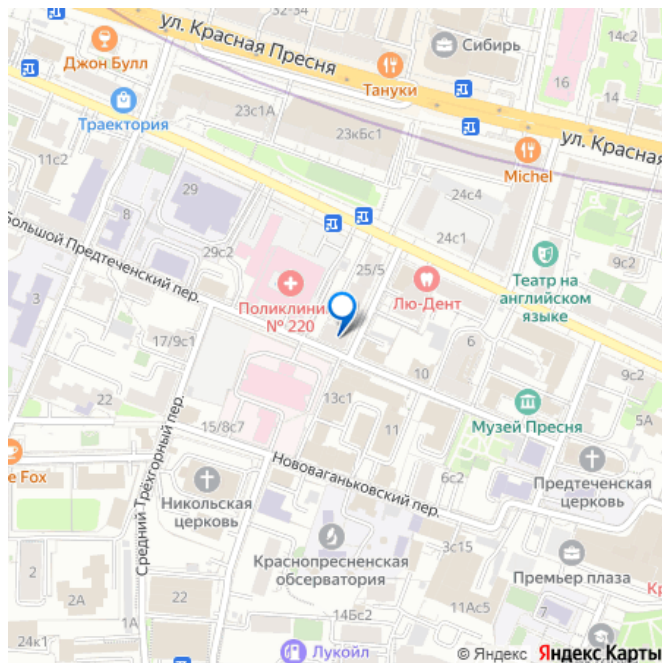 32-34
14с2
ул. Красная Пресня
Сибирь
Джон Булл
Тануки
16
Траектория
23с1А
23кБс1
ул. Красная
11с2
Michel
29
24с4
8
Большой Предтеченский пер.
29с2
24с1
9с2
25/5
Театр на
английском
языке
3
Поликлини
№ 220
Лю-Дент
17/9с1
6
10
9с2
22
13с1
5А
15/8с7
11
Музей Пресня
e Fox
Средний Трёхгорный пер.
Нововаганьковский пер.
6с2
Предтеченская
церковь
Никольская
церковь
3с15
Краснопресненская
обсерватория
Премьер плаза
2
2А
22
Кр
11Ас5
7
1А
14Бс2
24к1
Лукойл
© Яндекс Яндекс Карты